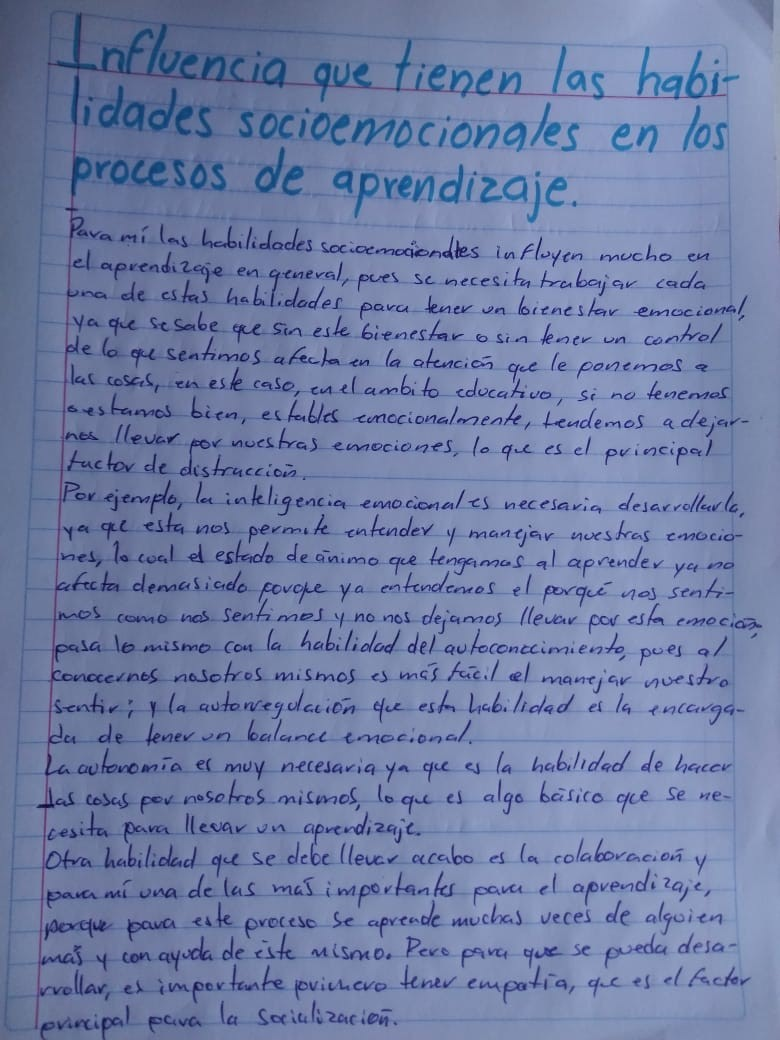 Influencia que tienen las habi-
lidades socioemocionales en los
procesos de aprendizaje.
Para mí las habilidades socioemocionales influyen mucho en
el aprendizaje en general, pues se necesita trabajar cada
una de estas habilidades para tener un bienestar emocional,
ya que se sabe que sin este bienestar o sin tener un control
de lo que sentimos afecta en la atención que le ponemos a
las cosas, en este caso, en el ambito educativo, si no tenemos
o estamos bien, estables emocionalmente, tendemos a dejar-
nos llevar por nuestras emociones, lo que es el principal
factor de distracción.
Por ejemplo, la inteligencia emocional es necesaria desarrollarla,
ya que esta nos permite entender y manejar nuestras emocio-
nes, lo cual el estado de ánimo que tengamos al aprender ya no
afecta demasiado porque ya entendemos el porqué nos senti-
mos como nos sentimos y no nos dejamos llevar por esta emoción,
pasa lo mismo con la habilidad del autoconocimiento, pues al
conocernos nosotros mismos es más fácil el manejar nuestro
sentir; y la autorregulación que esta habilidad es la encarga-
da de tener un balance emocional.
La autonomía es muy necesaria ya que es la habilidad de hacer
las cosas por nosotros mismos, lo que es algo básico que se ne-
cesita para llevar un aprendizaje.
Otra habilidad que se debe llevar acabo es la colaboración y
para mí una de las más importantes para el aprendizaje,
porque para este proceso se aprende muchas veces de alguien
más y con ayuda de éste mismo. Pero para que se pueda desa-
rrollar, es importante primero tener empatía, que es el factor
principal para la socialización.